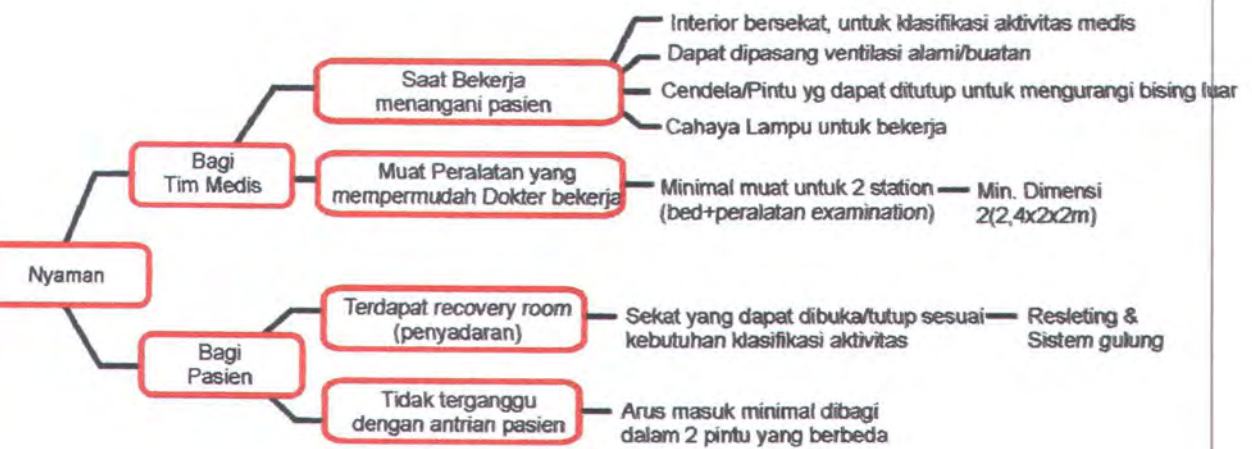 Interior bersekat, untuk klasifikasi aktivitas medis
Saat Bekerja
menangani pasien
Dapat dipasang ventilasi alami/buatan
Cendela/Pintu yg dapat ditutup untuk mengurangi bising luar
Cahaya Lampu untuk bekerja
Bagi
Tim Medis
Muat Peralatan yang
mempermudah Dokter bekerja
Minimal muat untuk 2 station
(bed+peralatan examination)
Min. Dimensi
2(2,4x2x2m)
Nyaman
Terdapat recovery room
(penyadaran)
Sekat yang dapat dibuka/tutup sesuai
kebutuhan klasifikasi aktivitas
Resleting &
Sistem gulung
Bagi
Pasien
Tidak terganggu
dengan antrian pasien
Arus masuk minimal dibagi
dalam 2 pintu yang berbeda